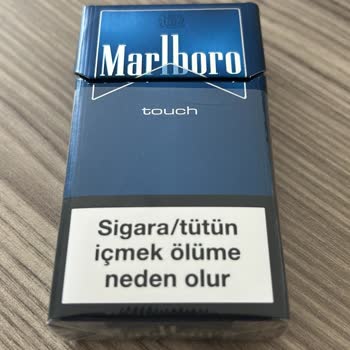 Marlboro
touch
Sigara/tütün
içmek ölüme
neden olur